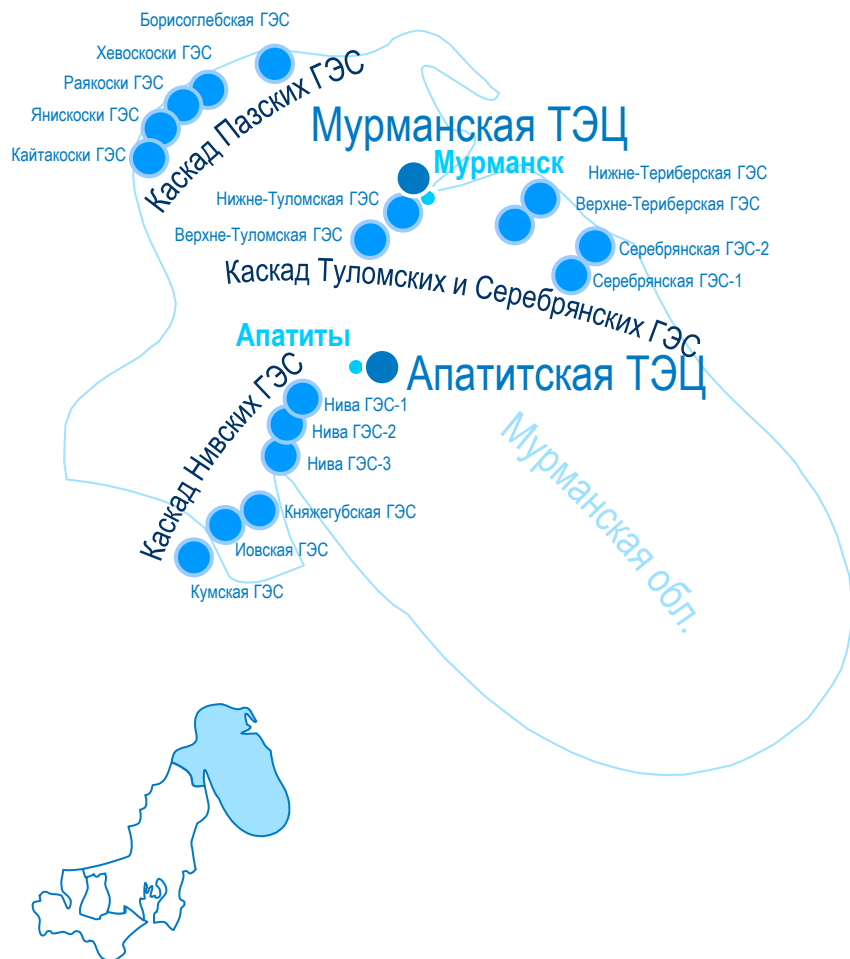 Борисоглебская ГЭС
Хевоскоски ГЭС
Раякоски ГЭС
Янискоски ГЭС
Кайтакоски ГЭС
Каскад Пазских ГЭС
Мурманская ТЭЦ
Мурманск
Нижне-Туломская ГЭС
Верхне-Туломская ГЭС
Нижне-Териберская ГЭС
Верхне-Териберская ГЭС
Серебрянская ГЭС-2
Серебрянская ГЭС-1
Каскад Туломских и Серебрянских ГЭС
Апатиты
Апатитская ТЭЦ
Каскад Нивских ГЭС
Нива ГЭС-1
Нива ГЭС-2
Нива ГЭС-3
Княжегубская ГЭС
Иовская ГЭС
Кумская ГЭС
Мурманская обл.